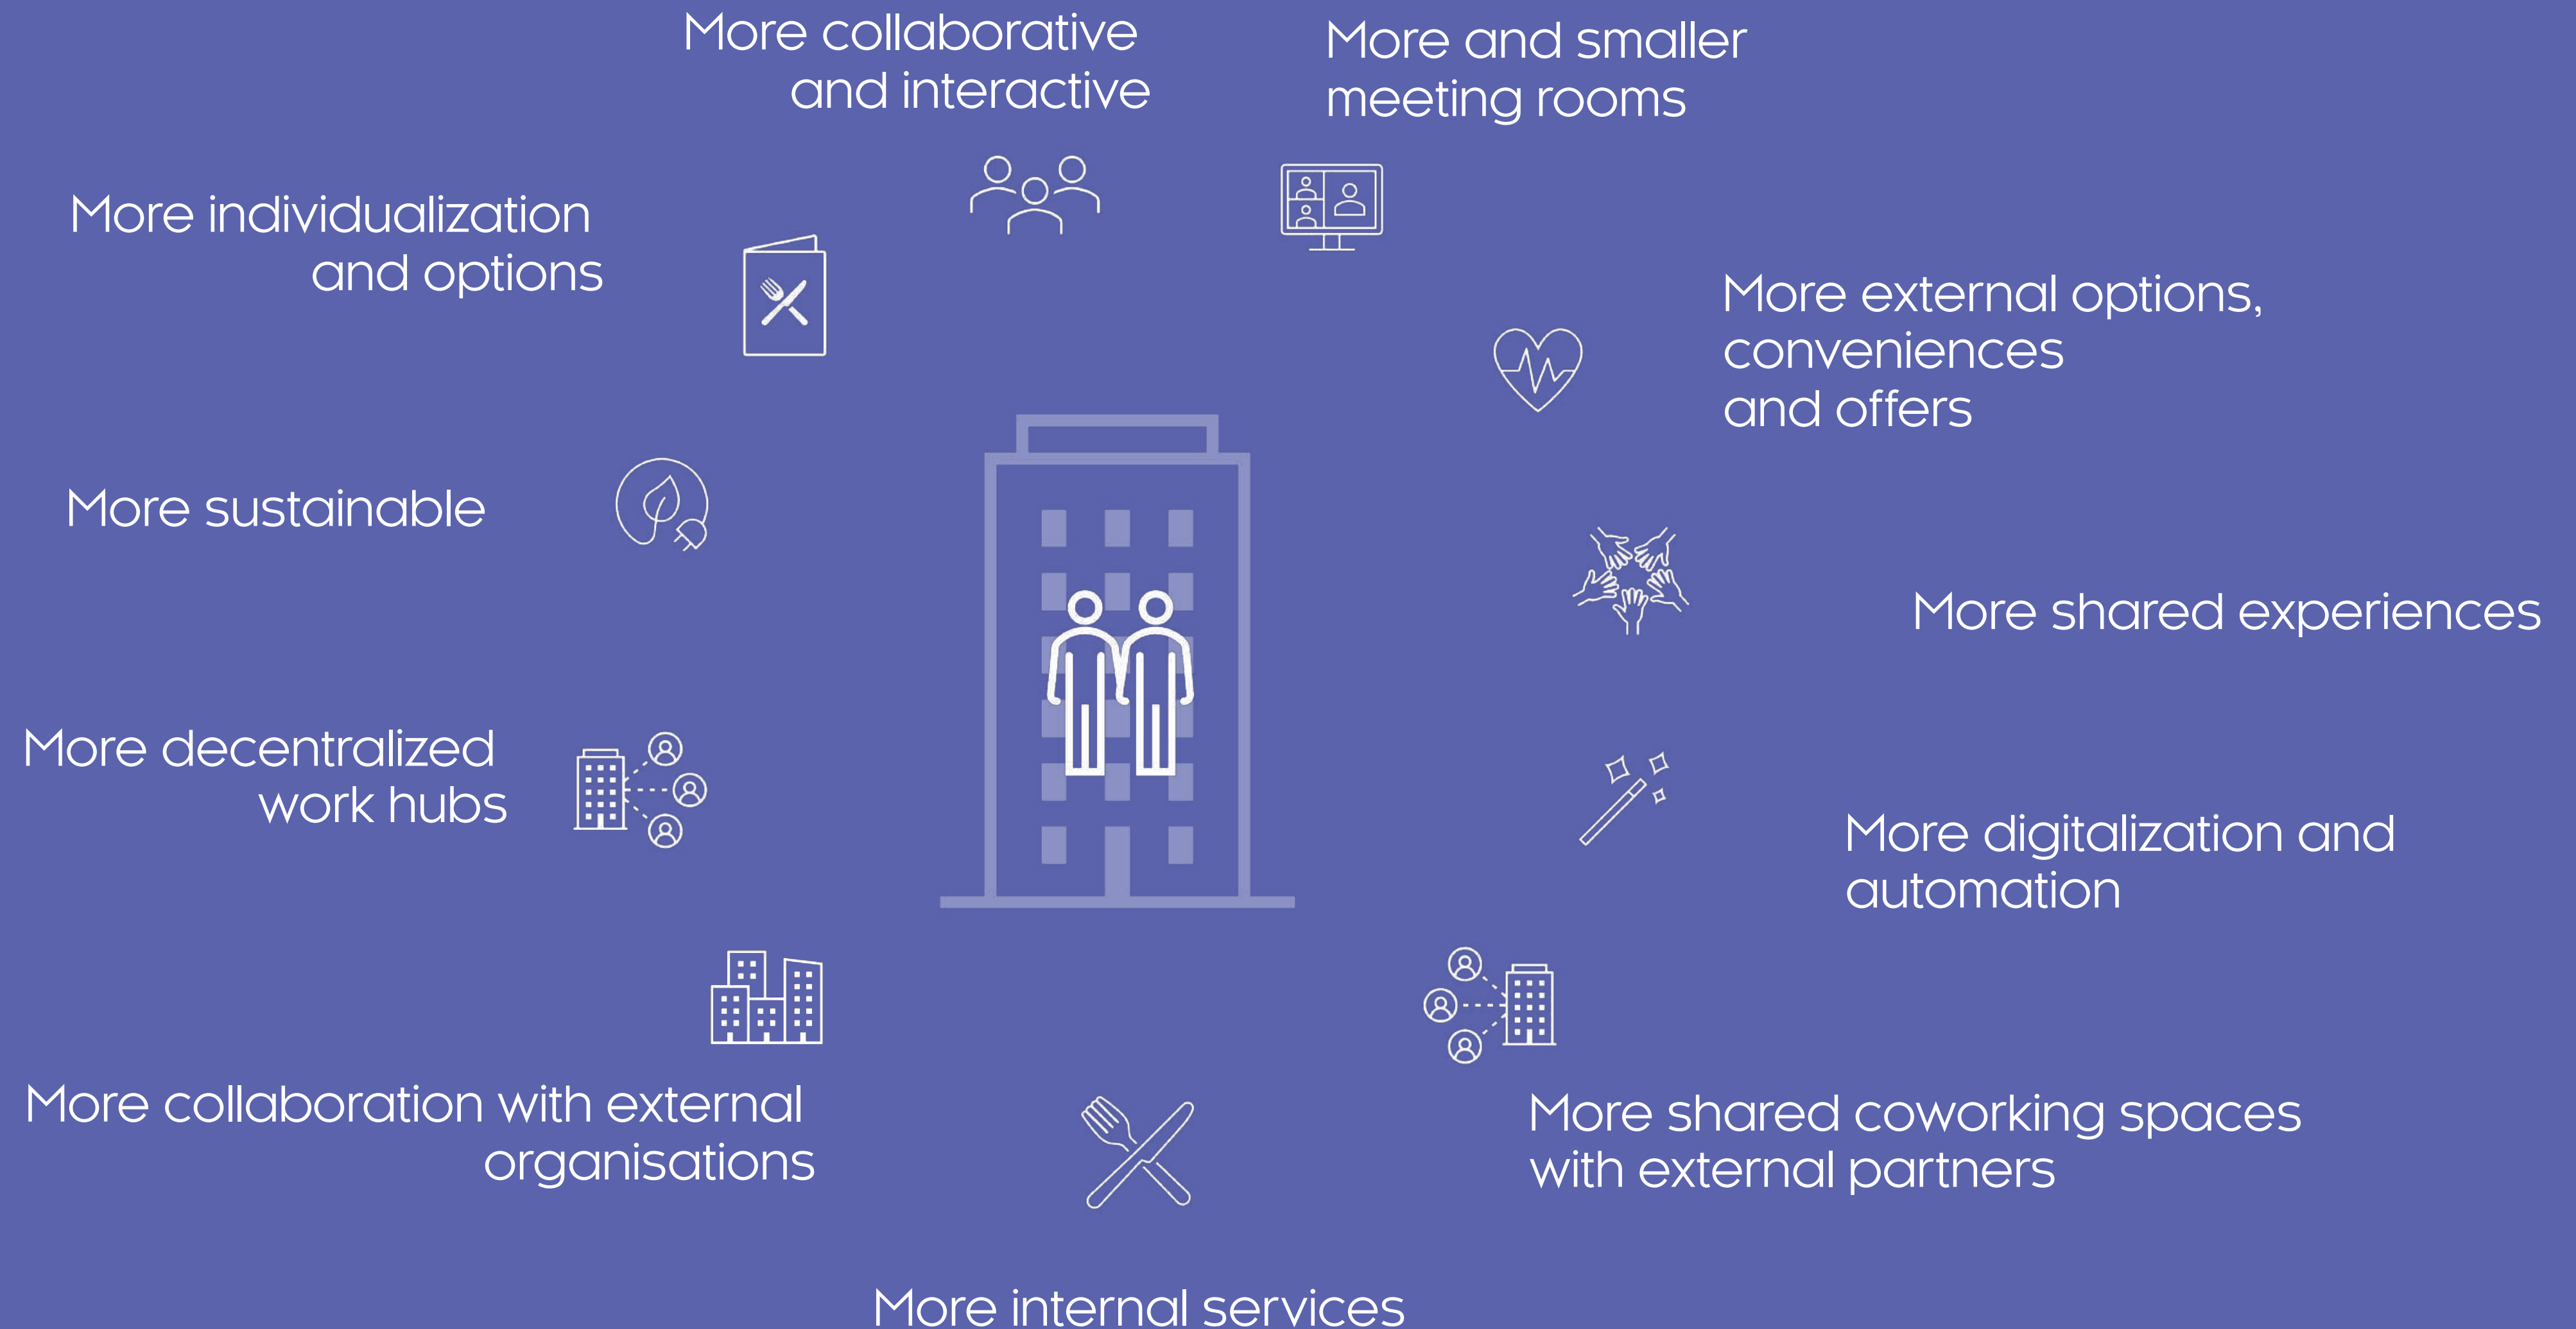 More collaborative
and interactive
More and smaller
meeting rooms
More individualization
and options
More external options,
conveniences
and offers
More sustainable
More shared experiences
More decentralized
work hubs
More digitalization and
automation
More collaboration with external
organisations
More shared coworking spaces
with external partners
More internal services